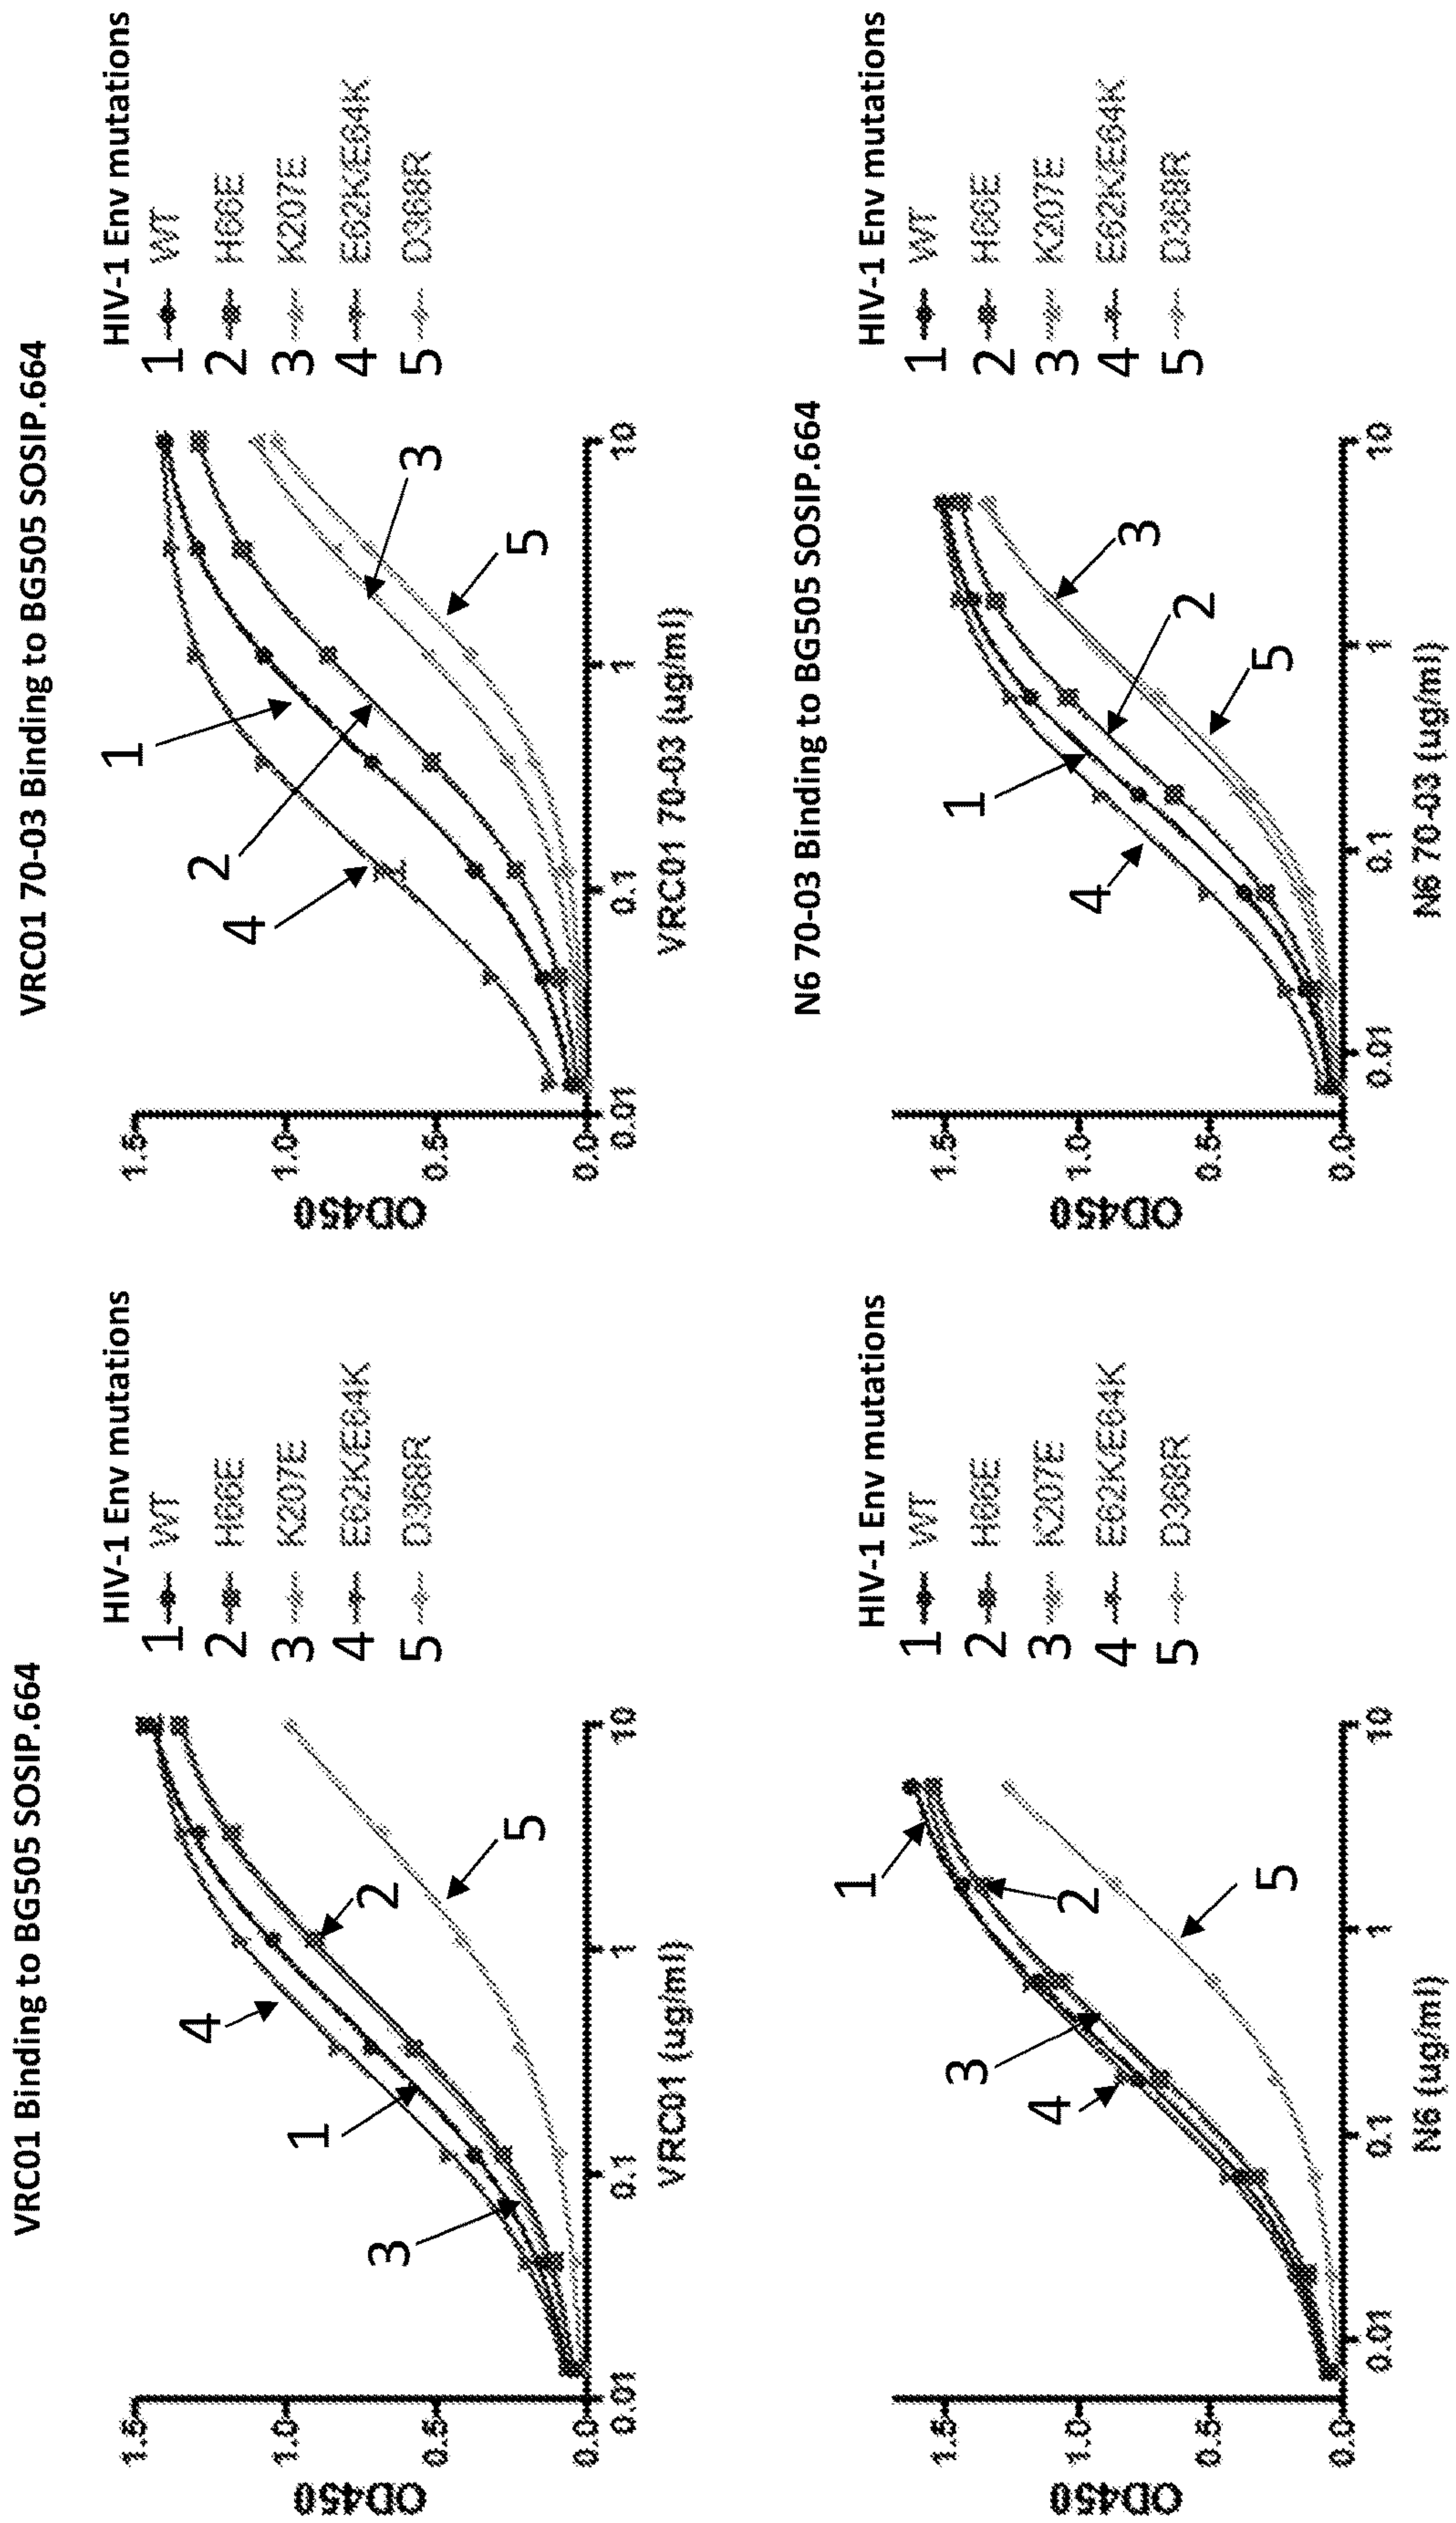 VRC01 Binding to BG505 SOSIP.664
HIV-1 Env mutations
1 WT
2 H66E
3 K207E
4 E62K/E64K
5 D368R
OD450
1.5
1.0
0.5
0.0
4
1
3
2
5
0.01
0.1
1
10
VRC01 (ug/ml)
VRC01 70-03 Binding to BG505 SOSIP.664
HIV-1 Env mutations
1 WT
2 H66E
3 K207E
4 E62K/E64K
5 D368R
OD450
1.5
1.0
0.5
0.0
1
2
4
3
5
0.01
0.1
1
10
VRC01 70-03 (ug/ml)
HIV-1 Env mutations
1 WT
2 H66E
3 K207E
4 E62K/E64K
5 D368R
OD450
1.5
1.0
0.5
0.0
1
3
4
2
5
0.01
0.1
1
10
N6 (ug/ml)
N6 70-03 Binding to BG505 SOSIP.664
HIV-1 Env mutations
1 WT
2 H66E
3 K207E
4 E62K/E64K
5 D368R
OD450
1.5
1.0
0.5
0.0
1
4
3
2
5
0.01
0.1
1
10
N6 70-03 (ug/ml)